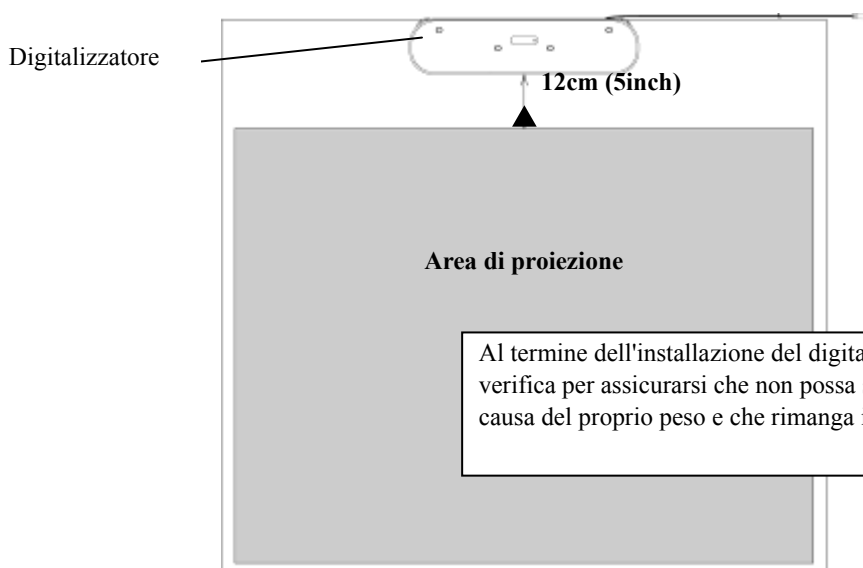 Digitalizzatore
12cm (5inch)
Area di proiezione
Al termine dell'installazione del
verifica per assicurarsi che non possa
causa del proprio peso e che rimanga